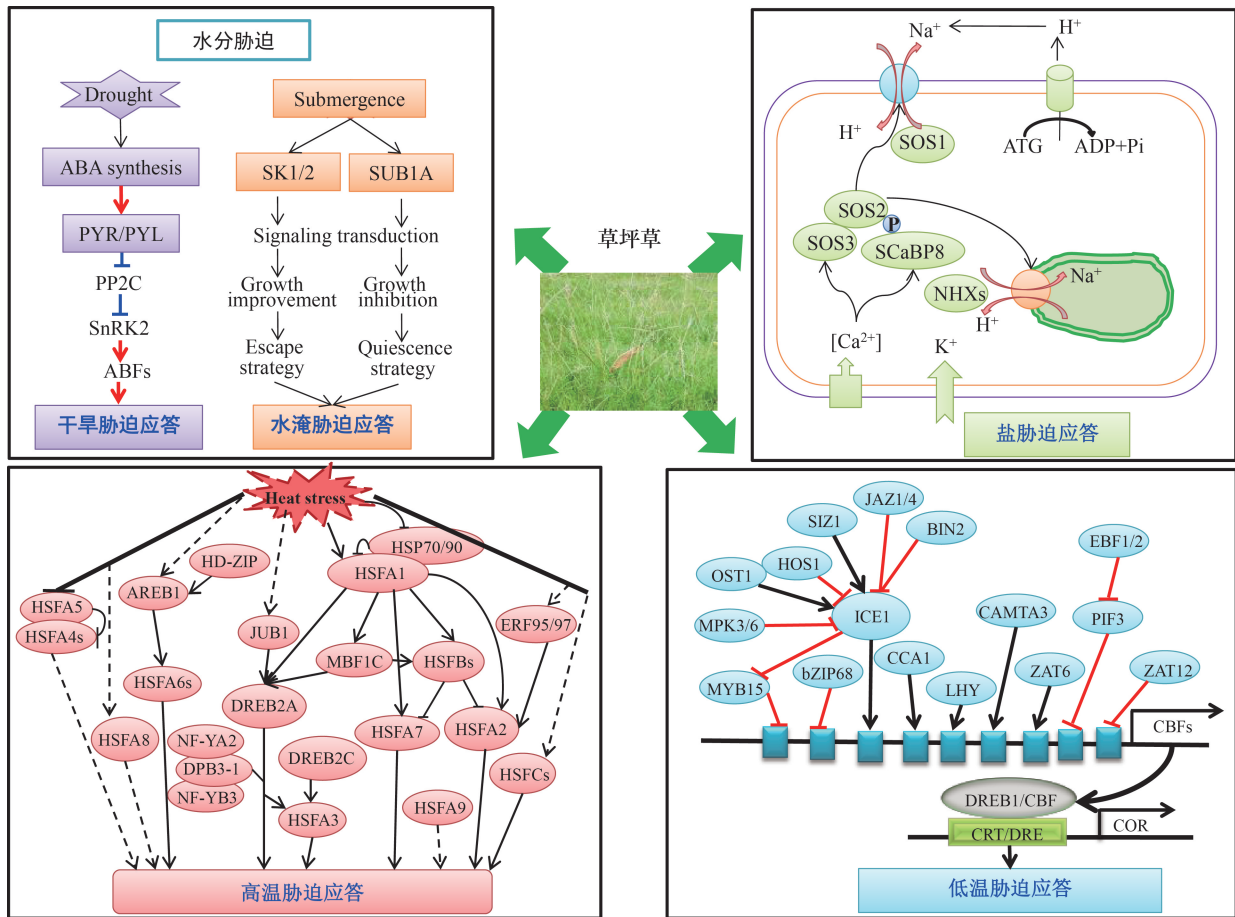 水分胁迫
Drought
ABA synthesis
PYR/PYL
PP2C
SnRK2
ABFs
干旱胁迫应答
Submergence
SK1/2
SUB1A
Signaling transduction
Growth
improvement
Growth
inhibition
Escape
strategy
Quiescence
strategy
水淹胁迫应答
草坪草
Na⁺
H⁺
H⁺
SOS1
ATG
ADP+Pi
SOS2
P
SOS3
SCaBP8
NHXs
Na⁺
H⁺
[Ca²⁺]
K⁺
盐胁迫应答
Heat stress
HSP70/90
HD-ZIP
HSFA1
AREB1
HSFA5
HSFA4s
ERF95/97
JUB1
MBF1C
HSFBs
HSFA6s
DREB2A
HSFA8
NF-YA2
DPB3-1
NF-YB3
DREB2C
HSFA7
HSFA2
HSFCs
HSFA9
HSFA3
高温胁迫应答
JAZ1/4
SIZ1
BIN2
EBF1/2
HOS1
OST1
ICE1
CAMTA3
PIF3
MPK3/6
CCA1
MYB15
bZIP68
LHY
ZAT6
ZAT12
CBFs
DREB1/CBF
CRT/DRE
COR
低温胁迫应答